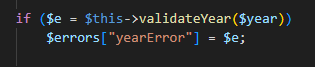 if ($e = $this->validateYear($year))
    $errors["yearError"] = $e;